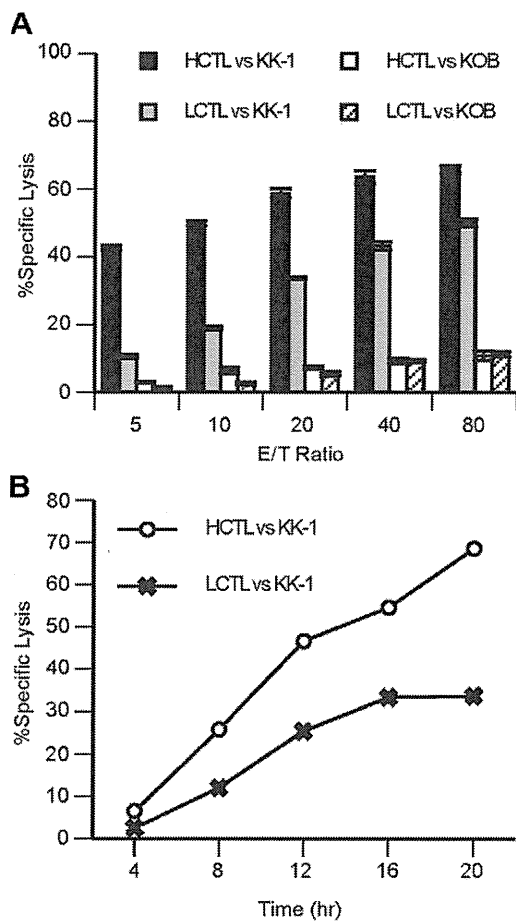 A
100
80
60
40
20
0
%Specific Lysis
HCTL vs KK-1
HCTL vs KOB
LCTL vs KK-1
LCTL vs KOB
5 10 20 40 80
E/T Ratio
B
80
70
60
50
40
30
20
10
0
%Specific Lysis
HCTL vs KK-1
LCTL vs KK-1
4 8 12 16 20
Time (hr)